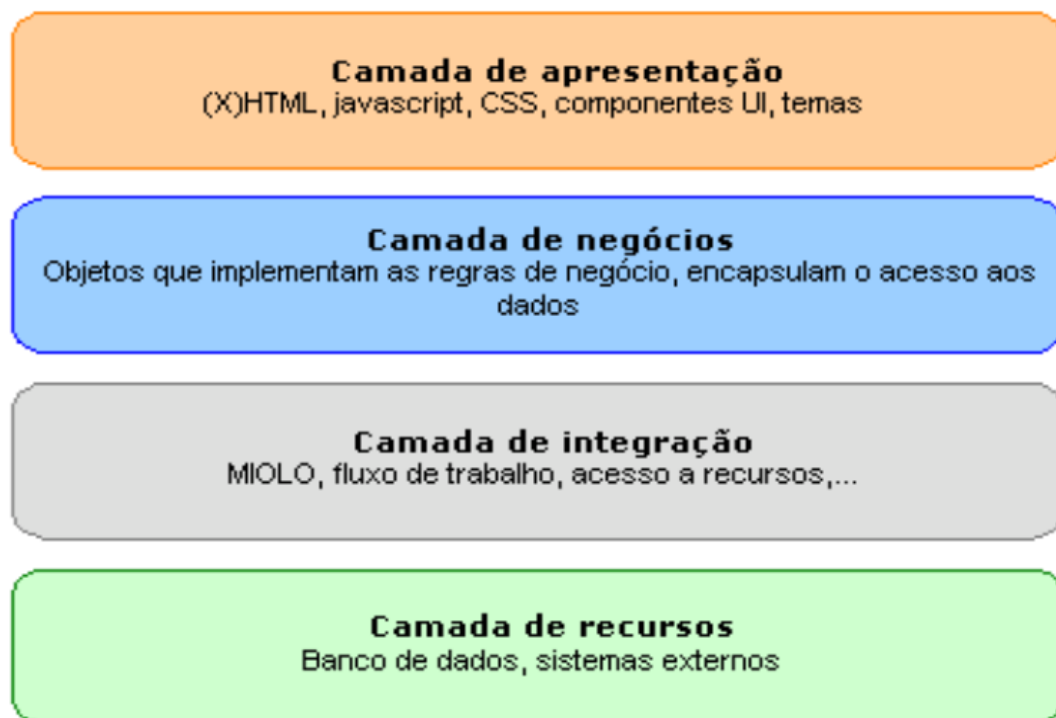 Camada de apresentação
(X)HTML, javascript, CSS, componentes UI, temas
Camada de negócios
Objetos que implementam as regras de negócio, encapsulam o acesso aos
dados
Camada de integração
MIOLO, fluxo de trabalho, acesso a recursos,...
Camada de recursos
Banco de dados, sistemas externos